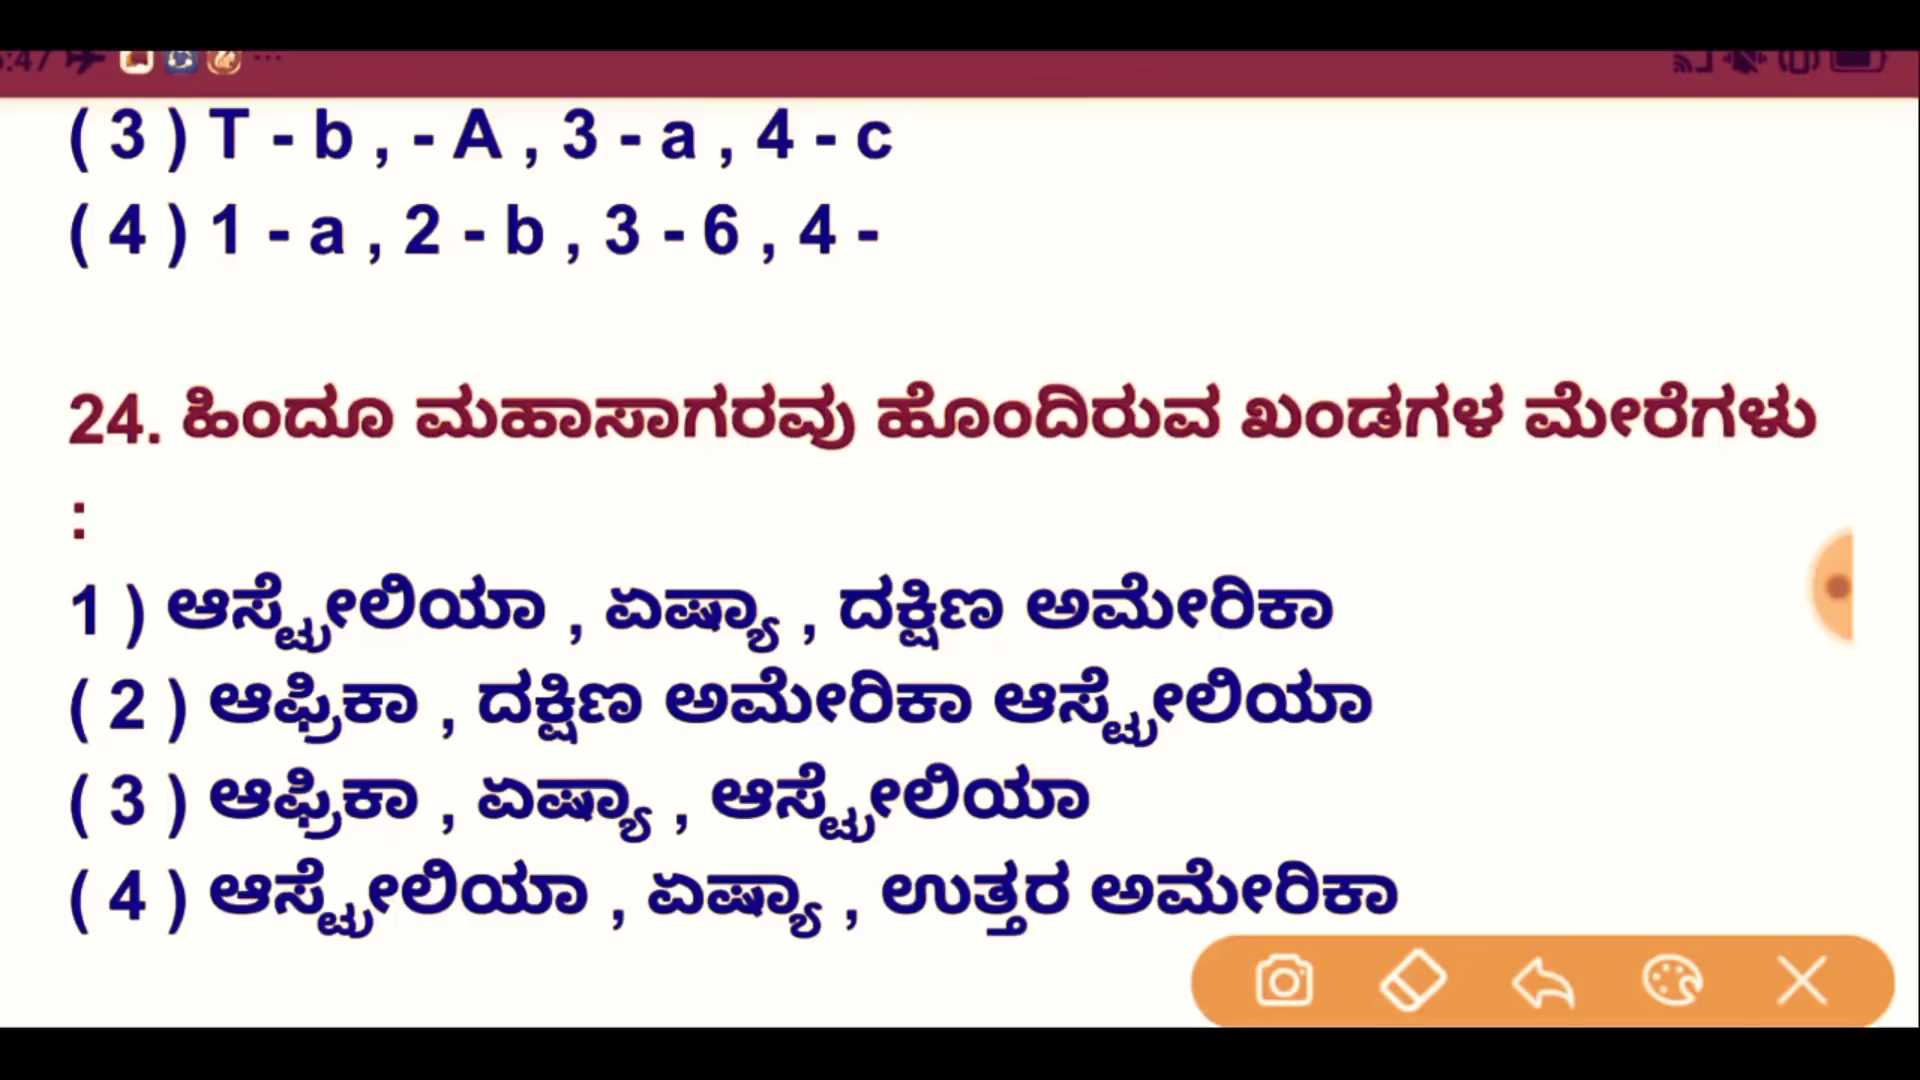 :47
( 3 ) T - b , - A , 3 - a , 4 - c
( 4 ) 1 - a , 2 - b , 3 - 6 , 4 -
24. ಹಿಂದೂ ಮಹಾಸಾಗರವು ಹೊಂದಿರುವ ಖಂಡಗಳ ಮೇರೆಗಳು
:
1 ) ಆಸ್ಟ್ರೇಲಿಯಾ , ಏಷ್ಯಾ , ದಕ್ಷಿಣ ಅಮೇರಿಕಾ
( 2 ) ಆಫ್ರಿಕಾ , ದಕ್ಷಿಣ ಅಮೇರಿಕಾ ಆಸ್ಟ್ರೇಲಿಯಾ
( 3 ) ಆಫ್ರಿಕಾ , ಏಷ್ಯಾ , ಆಸ್ಟ್ರೇಲಿಯಾ
( 4 ) ಆಸ್ಟ್ರೇಲಿಯಾ , ಏಷ್ಯಾ , ಉತ್ತರ ಅಮೇರಿಕಾ